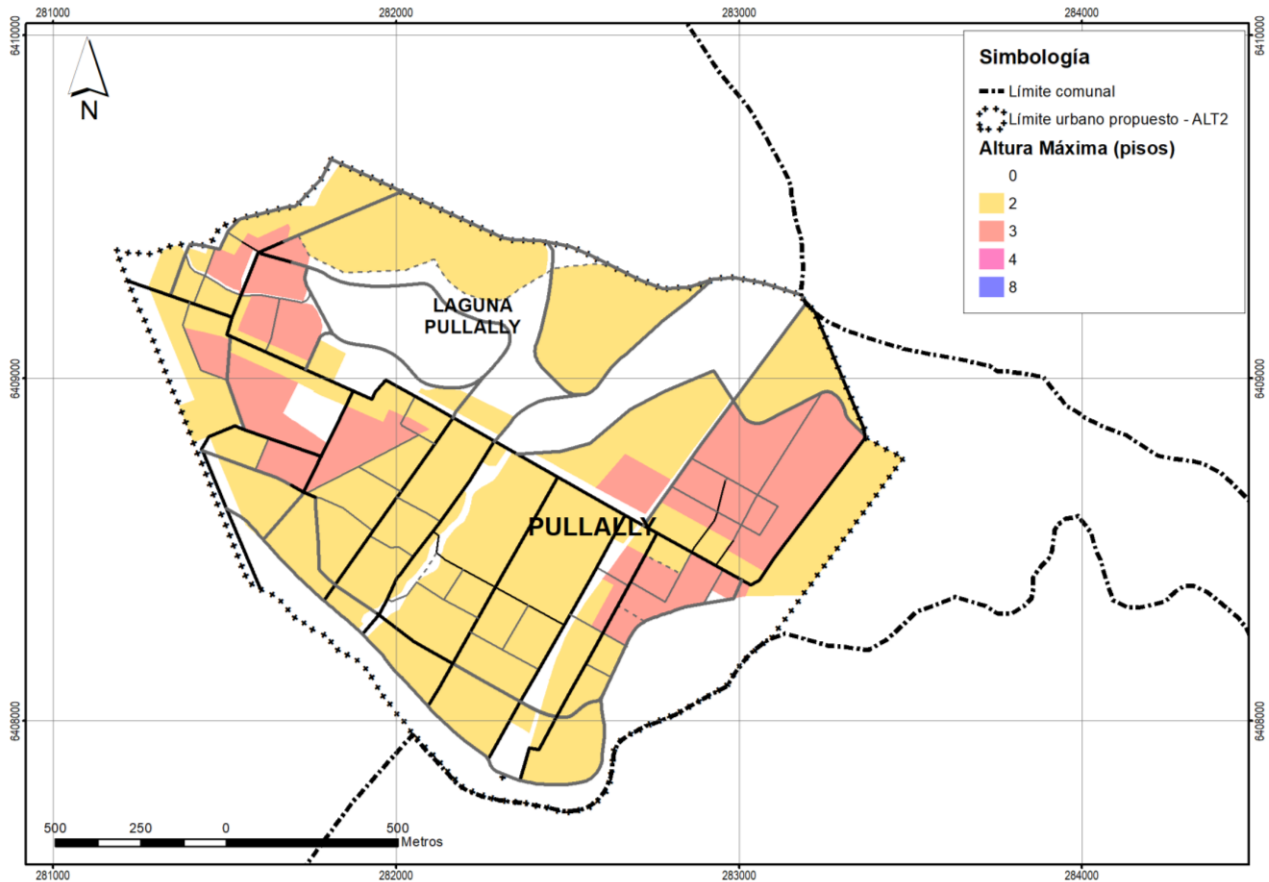 281000
282000
283000
284000
6410000
6410000
N
Simbología
Límite comunal
Límite urbano propuesto - ALT2
Altura Máxima (pisos)
0
2
3
4
8
LAGUNA
PULLALLY
6409000
6409000
PULLALLY
6408000
6408000
500 250 0 500
Metros
281000
282000
283000
284000